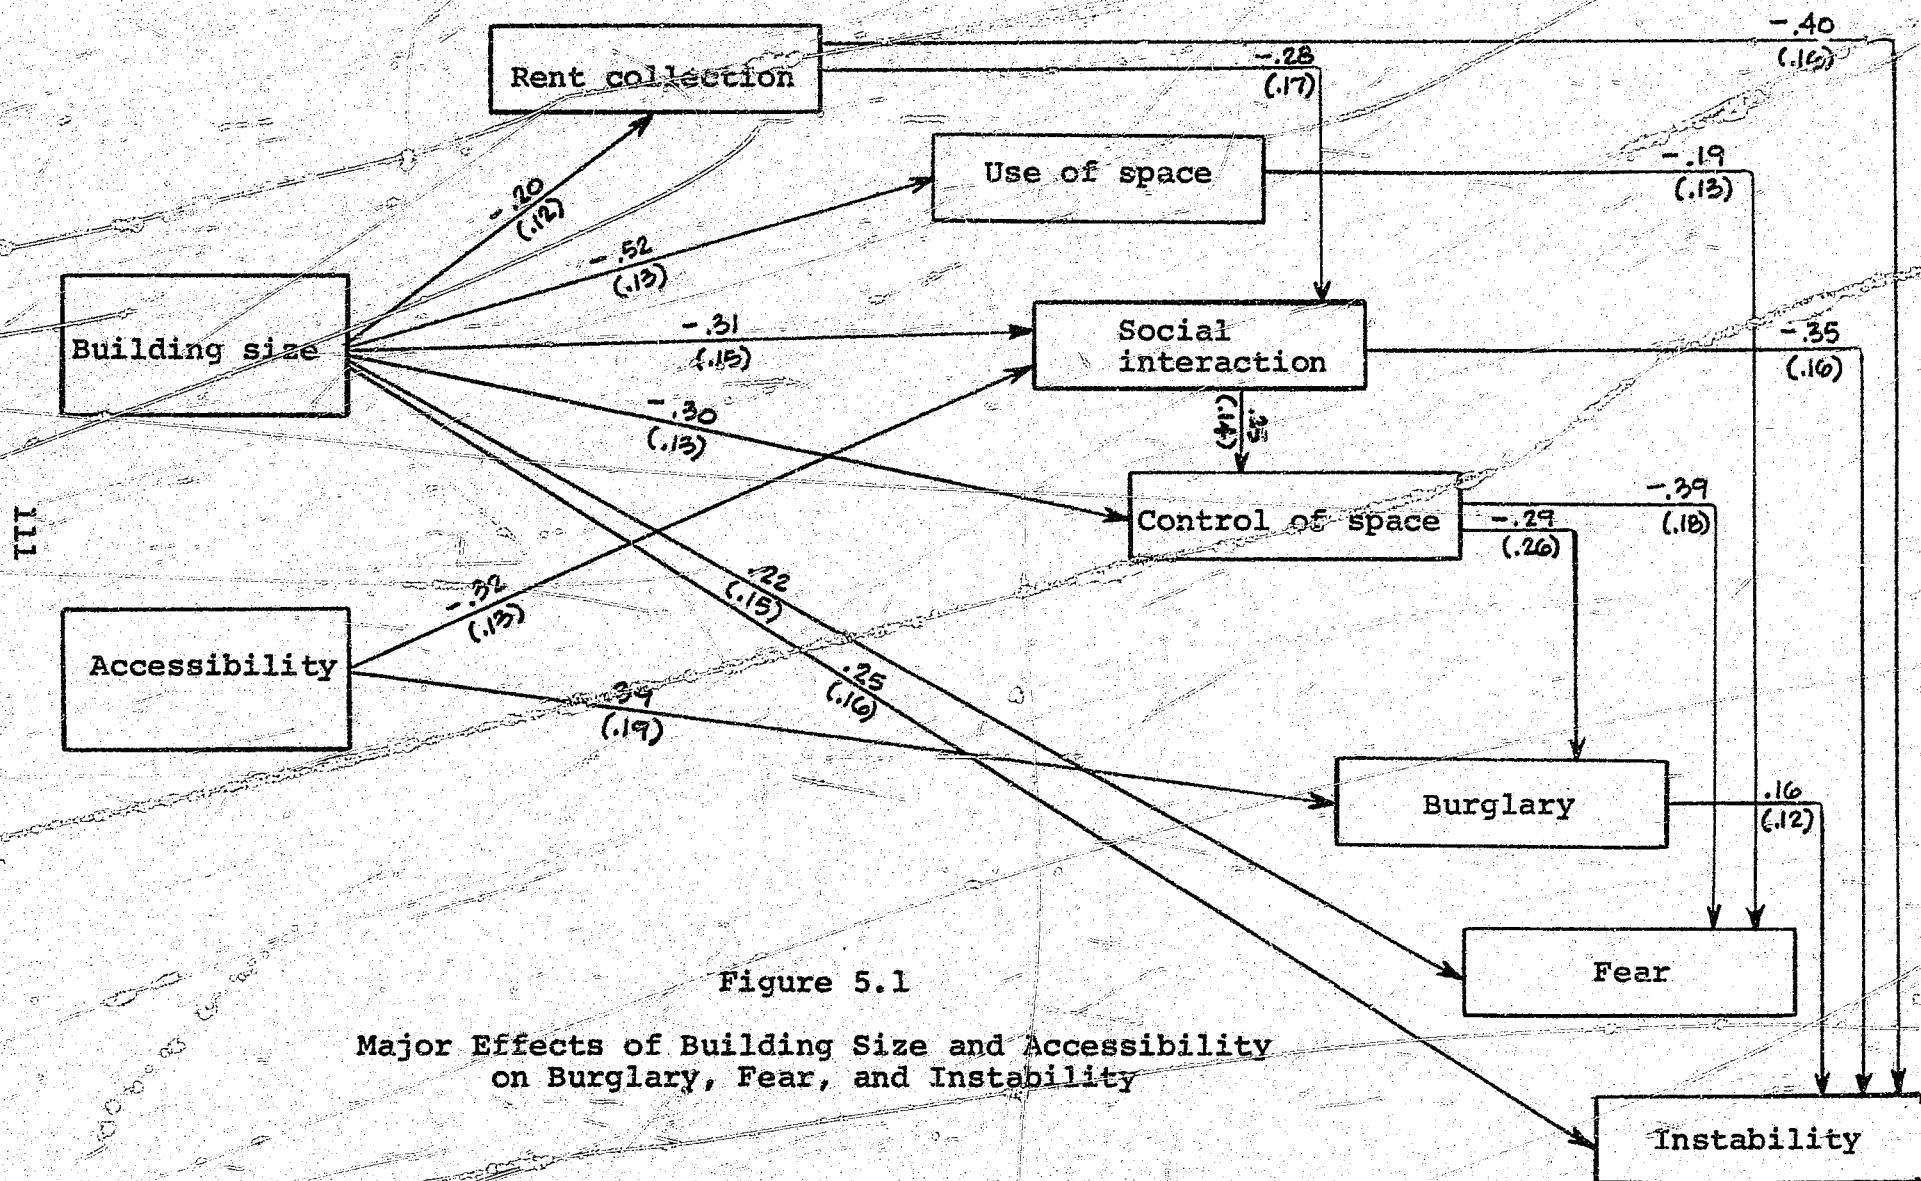 -.40
(.16)
-.28
(.17)
Rent collection
-.19
(.13)
Use of space
-.20
(.12)
-.52
(.13)
Building size
-.31
(.15)
Social
interaction
-.35
(.16)
-.30
(.13)
.25
(.14)
Control of space
-.39
(.18)
-.29
(.26)
111
-.32
(.13)
.22
(.15)
Accessibility
.25
(.16)
(.19)
Burglary
.16
(.12)
Fear
Figure 5.1
Major Effects of Building Size and Accessibility
on Burglary, Fear, and Instability
Instability